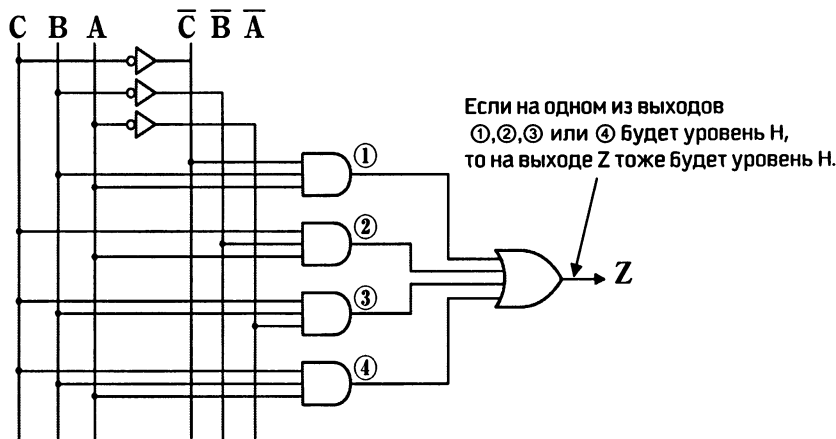 C B A C̅ B̅ A̅
Если на одном из выходов
①,②,③ или ④ будет уровень Н,
то на выходе Z тоже будет уровень Н.
①
②
③
④
Z